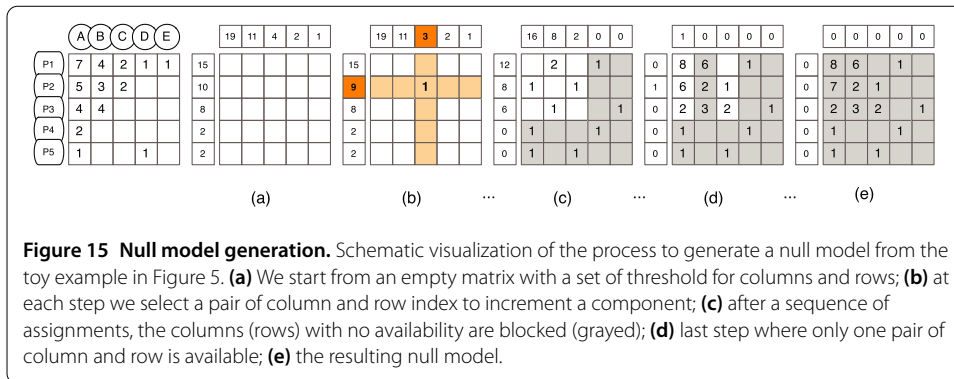 A B C D E
19 11 4 2 1
19 11 3 2 1
16 8 2 0 0
1 0 0 0 0
0 0 0 0 0
P1 7 4 2 1 1
15
15
12 2 1
0 8 6 1
0 8 6 1
P2 5 3 2
10
9 1
8 1 1
1 6 2 1
0 7 2 1
P3 4 4
8
8
6 1 1
0 2 3 2 1
0 2 3 2 1
P4 2
2
2
0 1 1
0 1 1
0 1 1
P5 1 1
2
2
0 1 1
0 1 1
0 1 1
(a) (b) ... (c) (d) ... (e)
Figure 15 Null model generation. Schematic visualization of the process to generate a null model from the
toy example in Figure 5. (a) We start from an empty matrix with a set of threshold for columns and rows; (b) at
each step we select a pair of column and row index to increment a component; (c) after a sequence of
assignments, the columns (rows) with no availability are blocked (grayed); (d) last step where only one pair of
column and row is available; (e) the resulting null model.